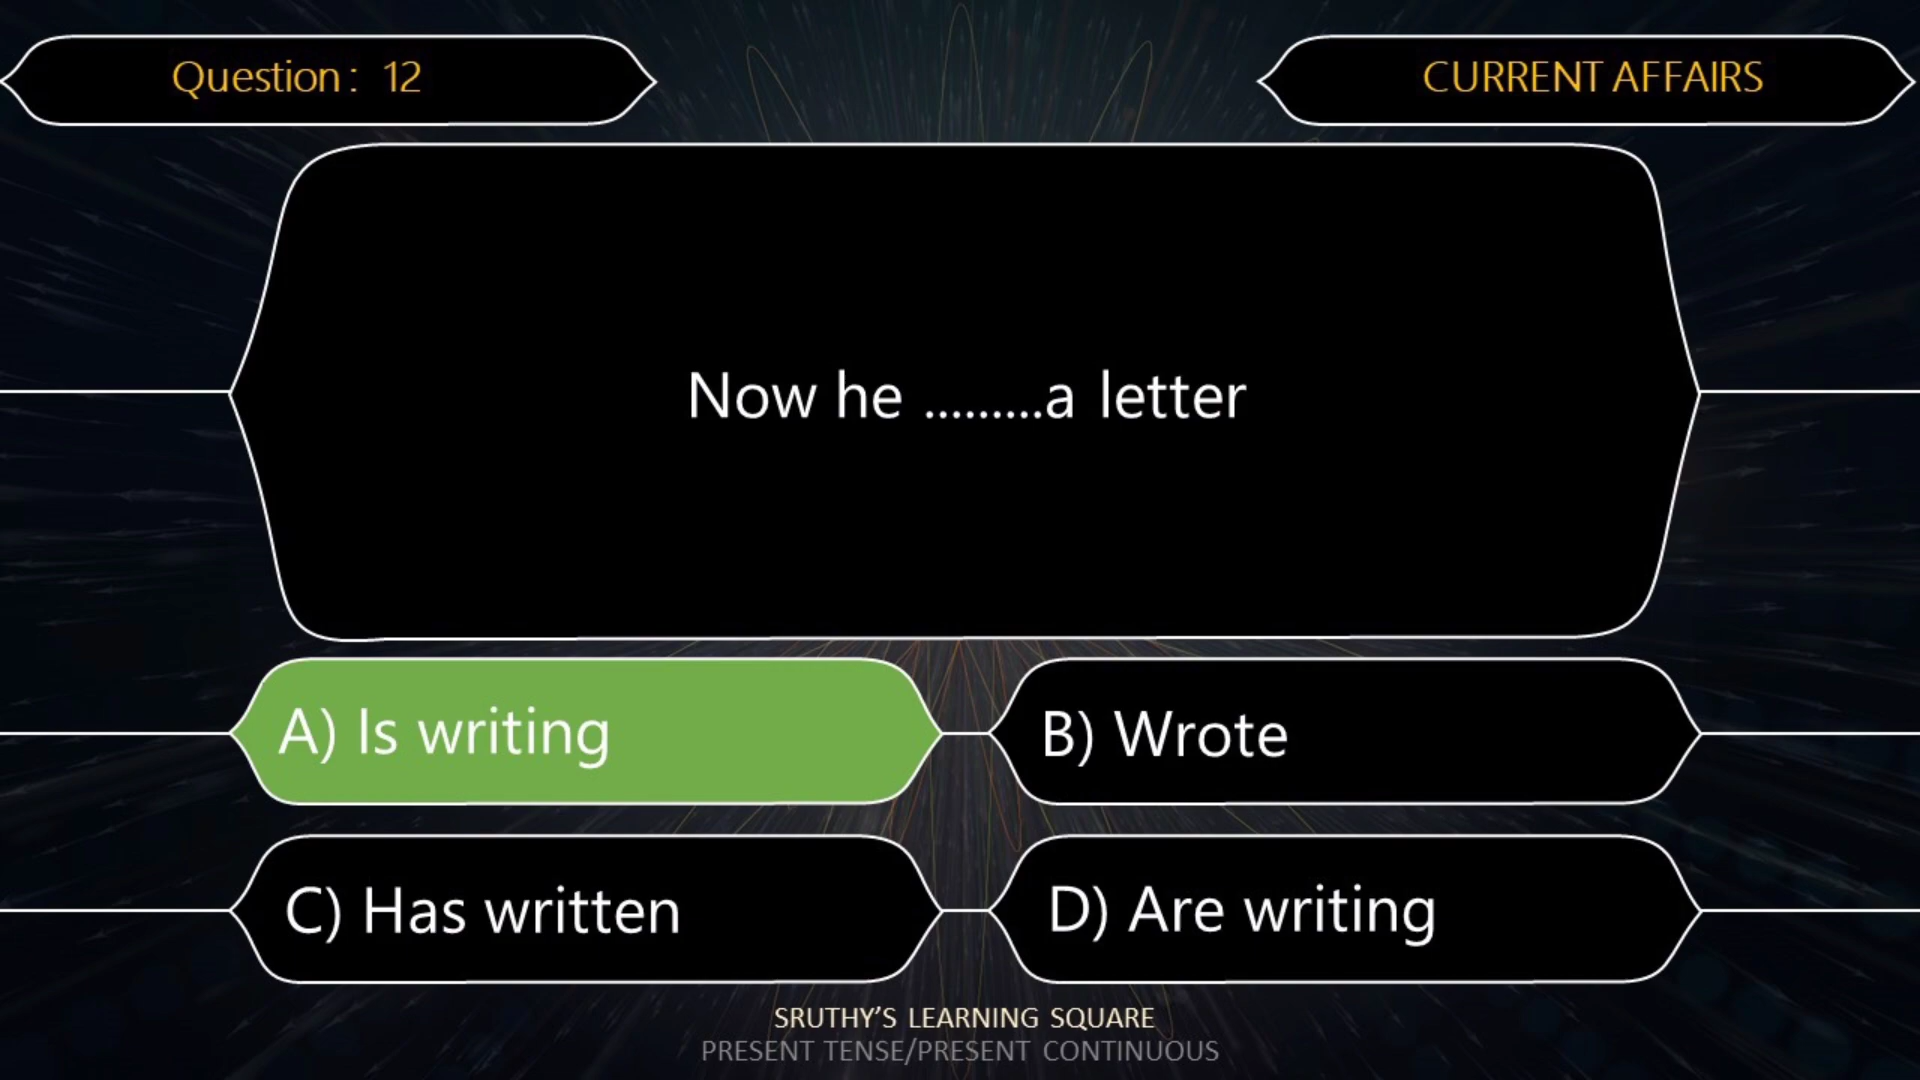 Question : 12
CURRENT AFFAIRS
Now he .........a letter
A) Is writing
B) Wrote
C) Has written
D) Are writing
SRUTHY'S LEARNING SQUARE
PRESENT TENSE/PRESENT CONTINUOUS